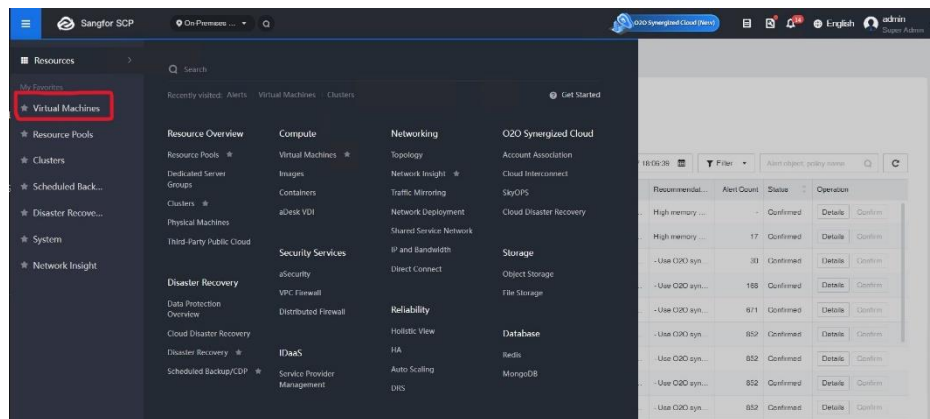 Sangfor SCP
On-Premises ...
O2O Synergized Cloud (New)
English
admin
Super Admin
Resources
My Favorites
Virtual Machines
Resource Pools
Clusters
Scheduled Back...
Disaster Recove...
System
Network Insight
Search
Recently visited: Alerts Virtual Machines Clusters
Get Started
Resource Overview
Resource Pools
Dedicated Server
Groups
Clusters
Physical Machines
Third-Party Public Cloud
Disaster Recovery
Data Protection
Overview
Cloud Disaster Recovery
Disaster Recovery
Scheduled Backup/CDP
Compute
Virtual Machines
Images
Containers
aDesk VDI
Security Services
aSecurity
VPC Firewall
Distributed Firewall
IDaaS
Service Provider
Management
Networking
Topology
Network Insight
Traffic Mirroring
Network Deployment
Shared Service Network
IP and Bandwidth
Direct Connect
Reliability
Holistic View
HA
Auto Scaling
DRS
O2O Synergized Cloud
Account Association
Cloud Interconnect
SkyOPS
Cloud Disaster Recovery
Storage
Object Storage
File Storage
Database
Redis
MongoDB
18:09:39 Filter Alert object, policy name
Recommendat... Alert Count Status Operation
High memory ... - Confirmed Details Confirm
High memory ... 17 Confirmed Details Confirm
- Use O2O syn... 30 Confirmed Details Confirm
- Use O2O syn... 168 Confirmed Details Confirm
- Use O2O syn... 671 Confirmed Details Confirm
- Use O2O syn... 852 Confirmed Details Confirm
- Use O2O syn... 852 Confirmed Details Confirm
- Use O2O syn... 852 Confirmed Details Confirm
- Use O2O syn... 852 Confirmed Details Confirm